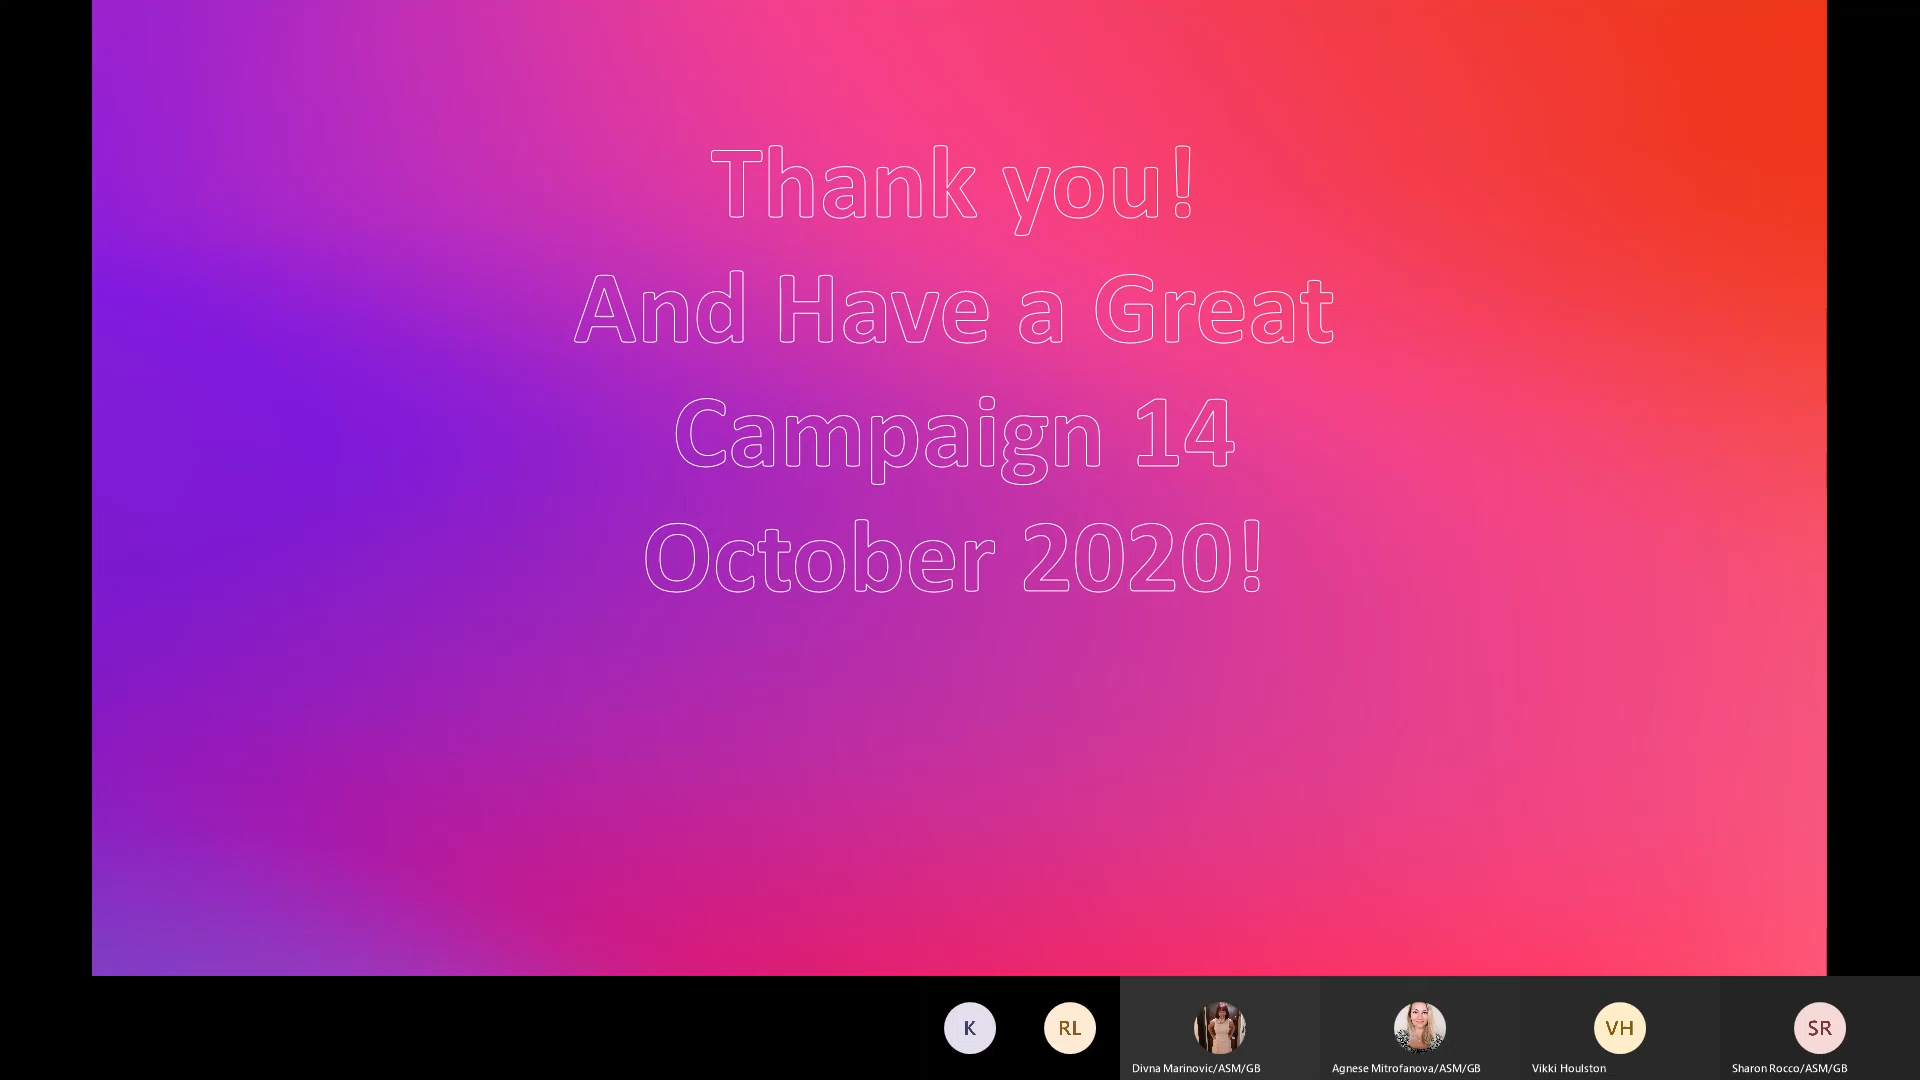 Thank you!
And Have a Great
Campaign 14
October 2020!
K
RL
VH
SR
Divna Marinovic/ASM/GB
Agnese Mitrofanova/ASM/GB
Vikki Houlston
Sharon Rocco/ASM/GB